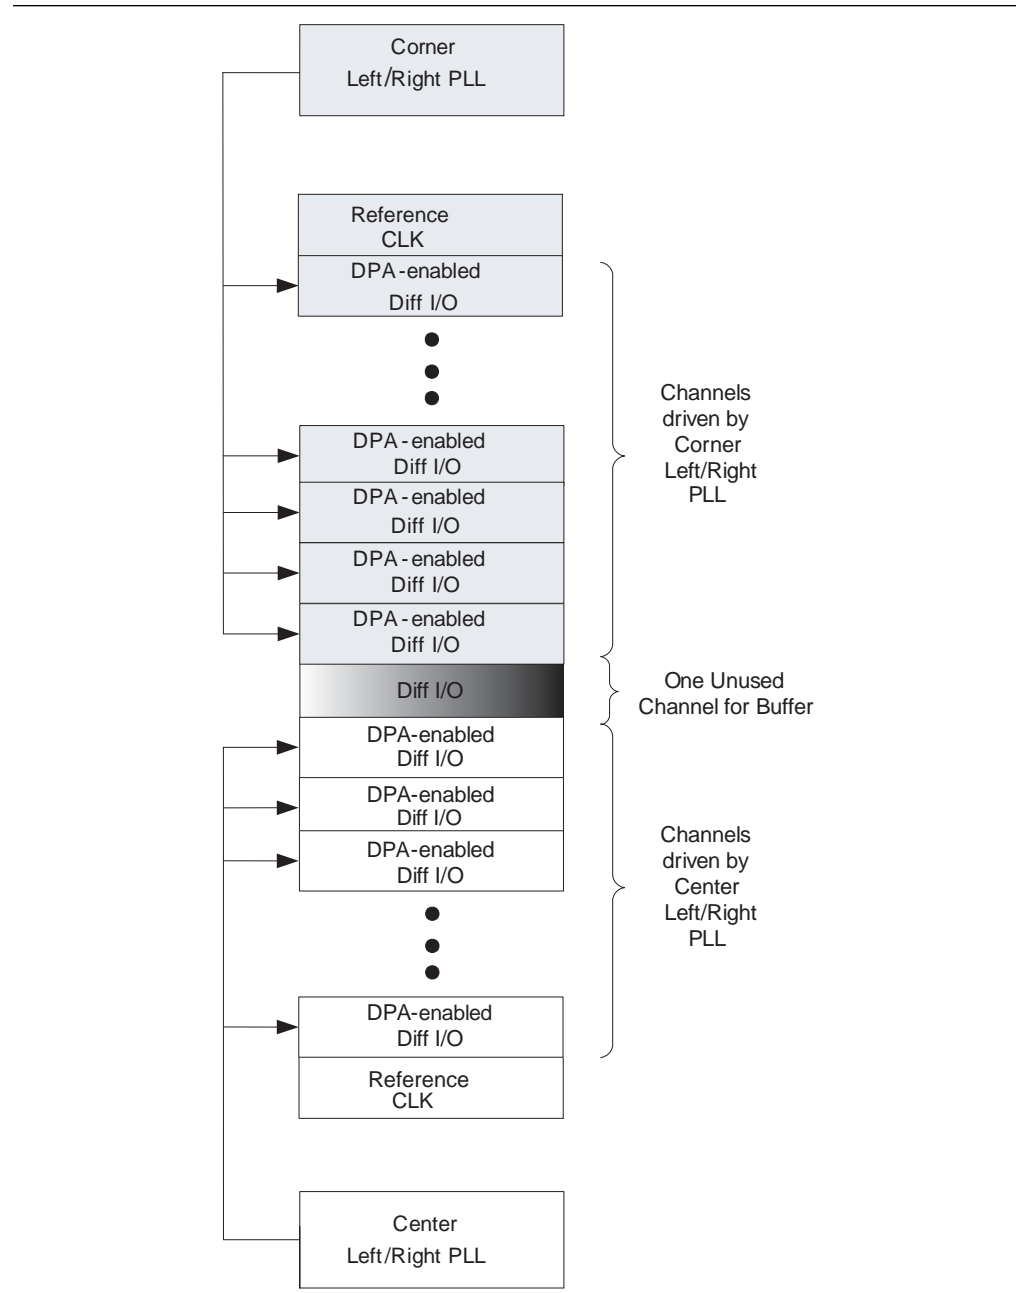 Corner
Left/Right PLL
Reference
CLK
DPA-enabled
Diff I/O
DPA-enabled
Diff I/O
DPA-enabled
Diff I/O
DPA-enabled
Diff I/O
DPA-enabled
Diff I/O
Channels
driven by
Corner
Left/Right
PLL
Diff I/O
One Unused
Channel for Buffer
DPA-enabled
Diff I/O
DPA-enabled
Diff I/O
DPA-enabled
Diff I/O
Channels
driven by
Center
Left/Right
PLL
DPA-enabled
Diff I/O
Reference
CLK
Center
Left/Right PLL